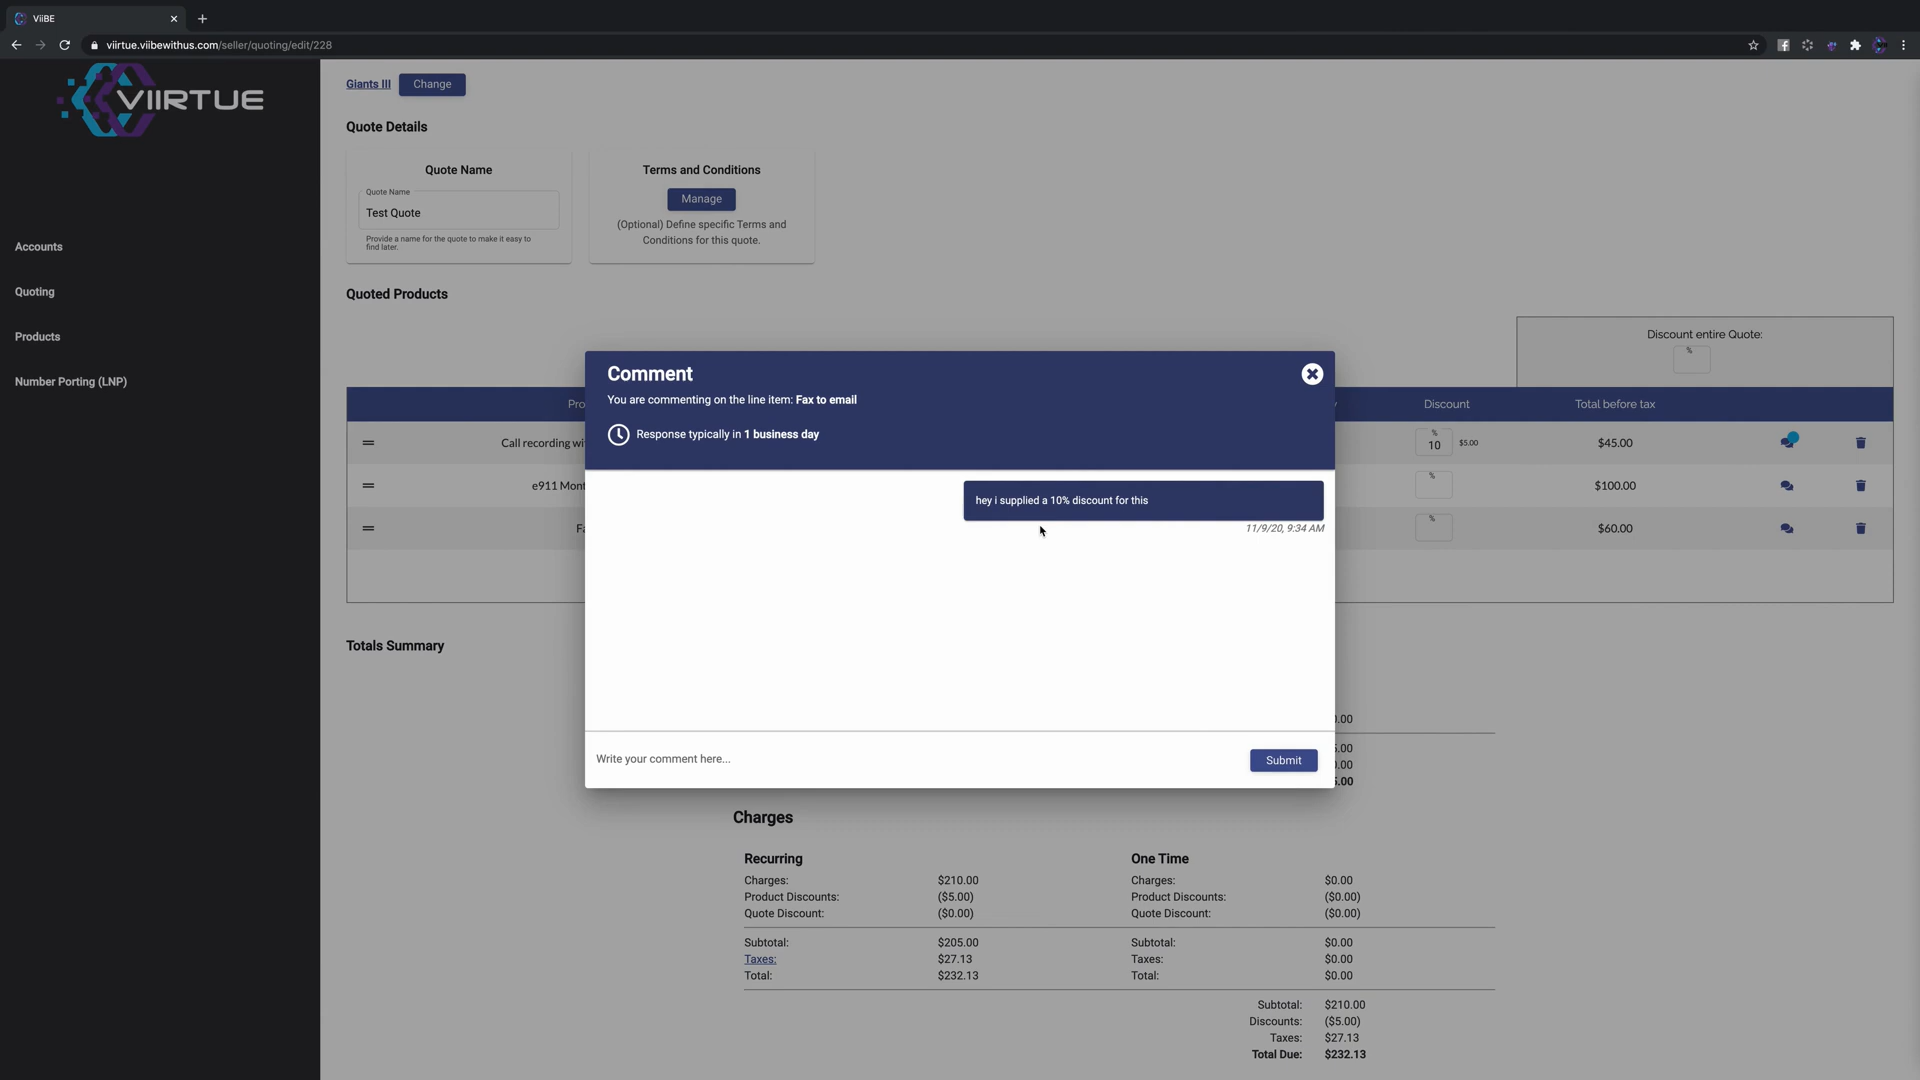 ViiBE
viirtue.viibewithus.com/seller/quoting/edit/228
VIIRTUE
Accounts
Quoting
Products
Number Porting (LNP)
Giants III
Change
Quote Details
Quote Name
Quote Name
Test Quote
Provide a name for the quote to make it easy to
find later.
Terms and Conditions
Manage
(Optional) Define specific Terms and
Conditions for this quote.
Quoted Products
Discount entire Quote:
%
Discount
Total before tax
Call recording
%
10
$5.00
$45.00
e911
%
$100.00
%
$60.00
Comment
You are commenting on the line item: Fax to email
Response typically in 1 business day
hey i supplied a 10% discount for this
11/9/20, 9:34 AM
Write your comment here...
Submit
Totals Summary
.00
.00
.00
.00
Charges
Recurring
Charges: $210.00
Product Discounts: ($5.00)
Quote Discount: ($0.00)
Subtotal: $205.00
Taxes: $27.13
Total: $232.13
One Time
Charges: $0.00
Product Discounts: ($0.00)
Quote Discount: ($0.00)
Subtotal: $0.00
Taxes: $0.00
Total: $0.00
Subtotal: $210.00
Discounts: ($5.00)
Taxes: $27.13
Total Due: $232.13